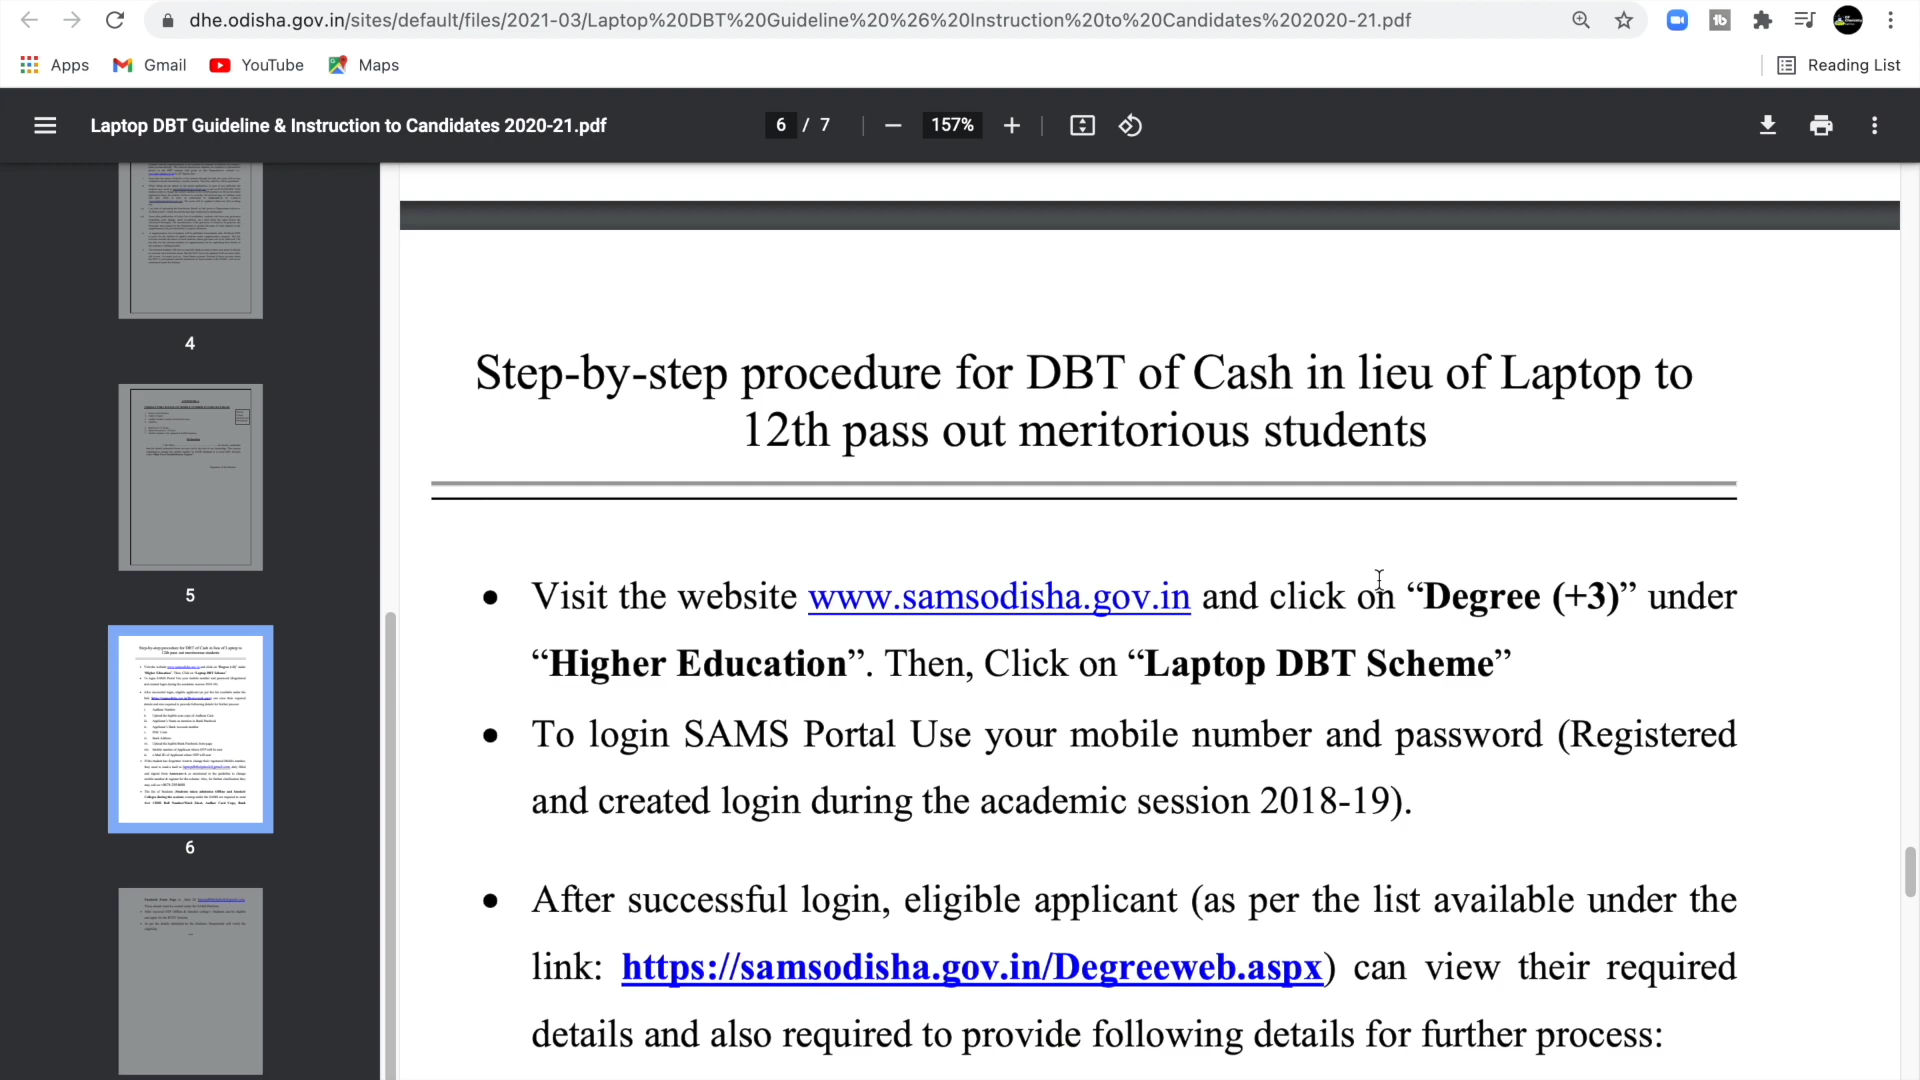 dhe.odisha.gov.in/sites/default/files/2021-03/Laptop%20DBT%20Guideline%20%26%20Instruction%20to%20Candidates%202020-21.pdf
Apps Gmail YouTube Maps Reading List
Laptop DBT Guideline & Instruction to Candidates 2020-21.pdf 6 / 7 157%
4
5
6
Step-by-step procedure for DBT of Cash in lieu of Laptop to
12th pass out meritorious students
• Visit the website www.samsodisha.gov.in and click on “Degree (+3)” under
“Higher Education”. Then, Click on “Laptop DBT Scheme”
• To login SAMS Portal Use your mobile number and password (Registered
and created login during the academic session 2018-19).
• After successful login, eligible applicant (as per the list available under the
link: https://samsodisha.gov.in/Degreeweb.aspx) can view their required
details and also required to provide following details for further process: